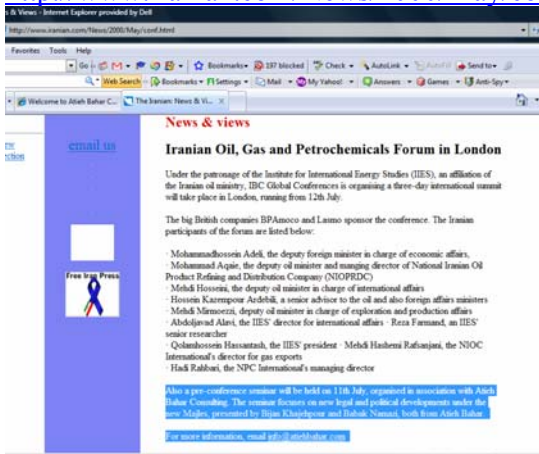 s & Views - Internet Explorer provided by Dell
http://www.iranian.com/News/2000/May/conf.html
Favorites Tools Help
Go Bookmarks 197 blocked Check AutoLink AutoFill Send to
Web Search Bookmarks Settings Mail My Yahoo! Answers Games Anti-Spy
Welcome to Atieh Bahar C... The Iranian: News & Vi... X
News & views
email us
Iranian Oil, Gas and Petrochemicals Forum in London
Under the patronage of the Institute for International Energy Studies (IIES), an affiliation of
the Iranian oil ministry, IBC Global Conferences is organising a three-day international summit
will take place in London, running from 12th July.
The big British companies BPAmoco and Lasmo sponsor the conference. The Iranian
participants of the forum are listed below:
· Mohammadhossein Adeli, the deputy foreign minister in charge of economic affairs,
· Mohammad Aqaie, the deputy oil minister and manging director of National Iranian Oil
Product Refining and Distribution Company (NIOPRDC)
Free Iran Press
· Mehdi Hosseini, the deputy oil minister in charge of international affairs
· Hossein Kazempour Ardebili, a senior advisor to the oil and also foreign affairs ministers
· Mehdi Mirmoezzi, deputy oil minister in charge of exploration and production affairs
· Abdoljavad Alavi, the IIES' director for international affairs · Reza Farmand, an IIES'
senior researcher
· Qolamhossein Hassantash, the IIES' president · Mehdi Hashemi Rafsanjani, the NIOC
International's director for gas exports
· Hadi Rahbari, the NPC International's managing director
Also a pre-conference seminar will be held on 11th July, organised in association with Atieh
Bahar Consulting. The seminar focuses on new legal and political developments under the
new Majles, presented by Bijan Khajehpour and Babak Namazi, both from Atieh Bahar.
For more information, email info@atiehbahar.com